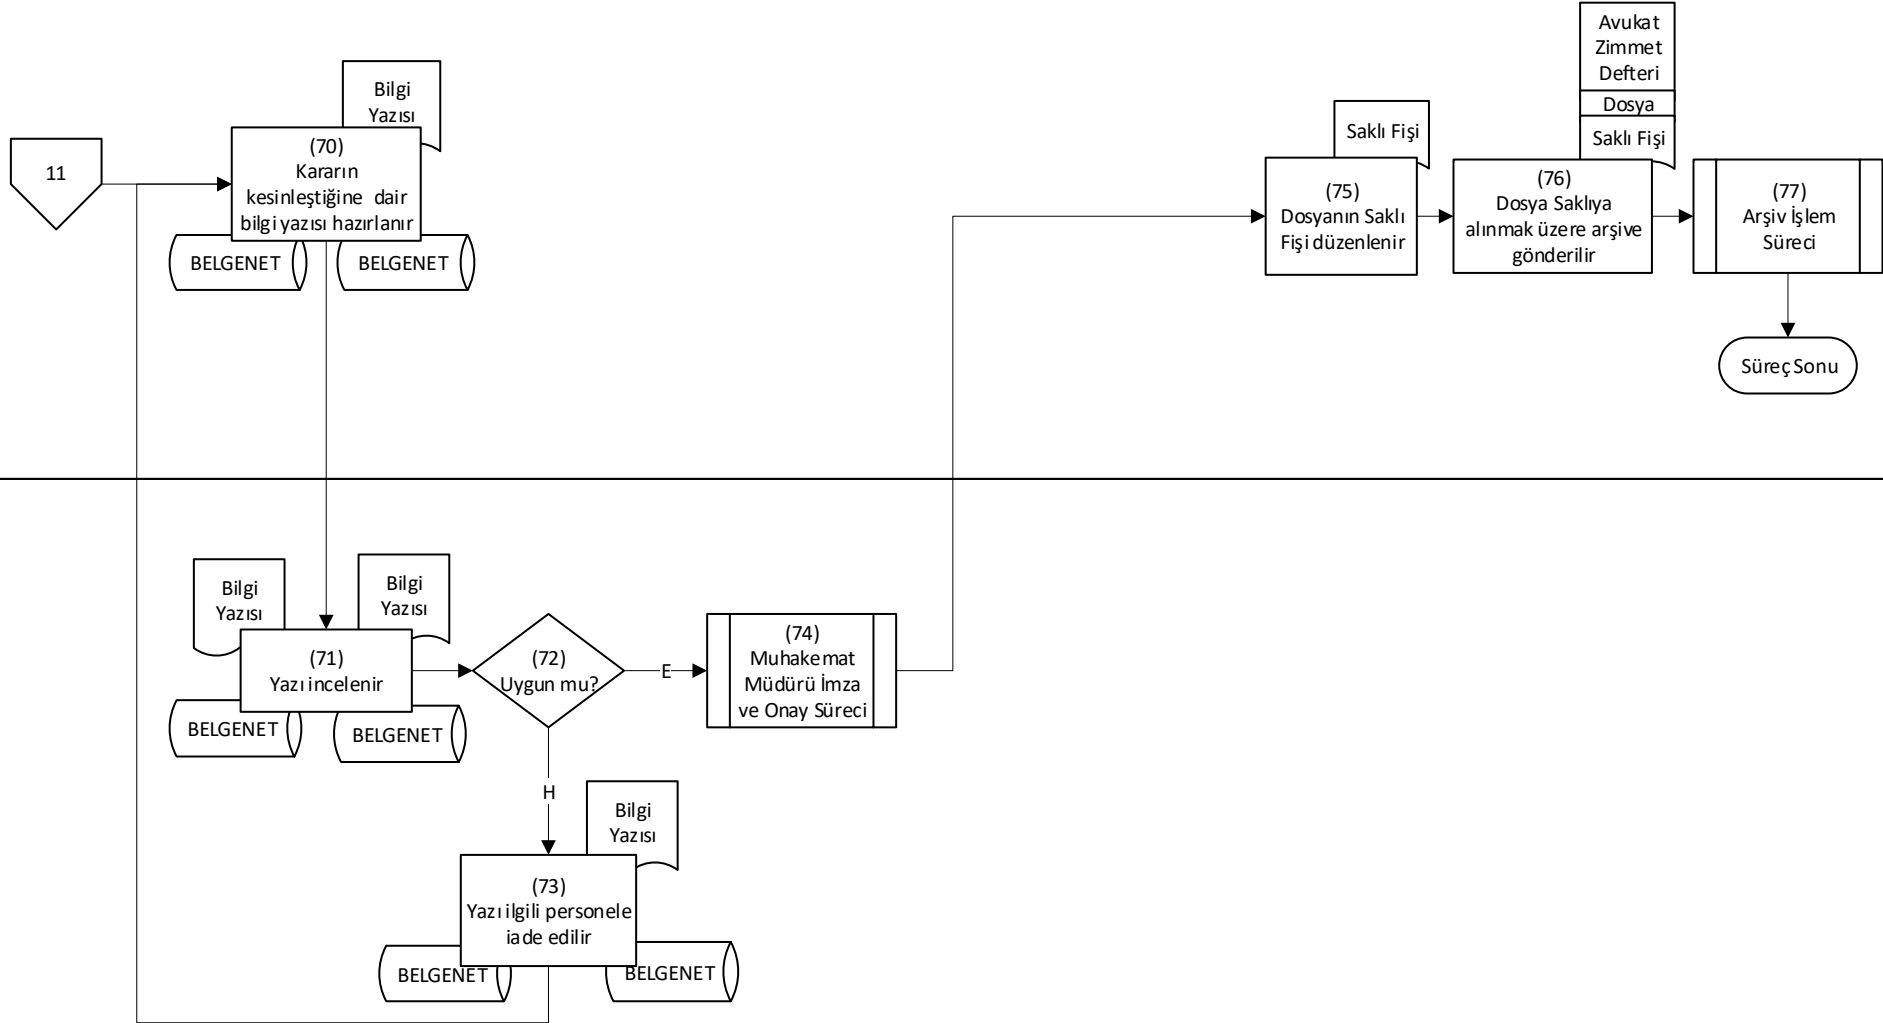 11
Bilgi
Yazısı
(70)
Kararın
kesinleştiğine dair
bilgi yazısı hazırlanır
BELGENET
BELGENET
Saklı Fişi
(75)
Dosyanın Saklı
Fişi düzenlenir
Avukat
Zimmet
Defteri
Dosya
Saklı Fişi
(76)
Dosya Saklıya
alınmak üzere arşive
gönderilir
(77)
Arşiv İşlem
Süreci
Süreç Sonu
Bilgi
Yazısı
Bilgi
Yazısı
(71)
Yazı incelenir
BELGENET
BELGENET
(72)
Uygun mu?
E
(74)
Muhakemat
Müdürü İmza
ve Onay Süreci
H
Bilgi
Yazısı
(73)
Yazı ilgili personele
iade edilir
BELGENET
BELGENET